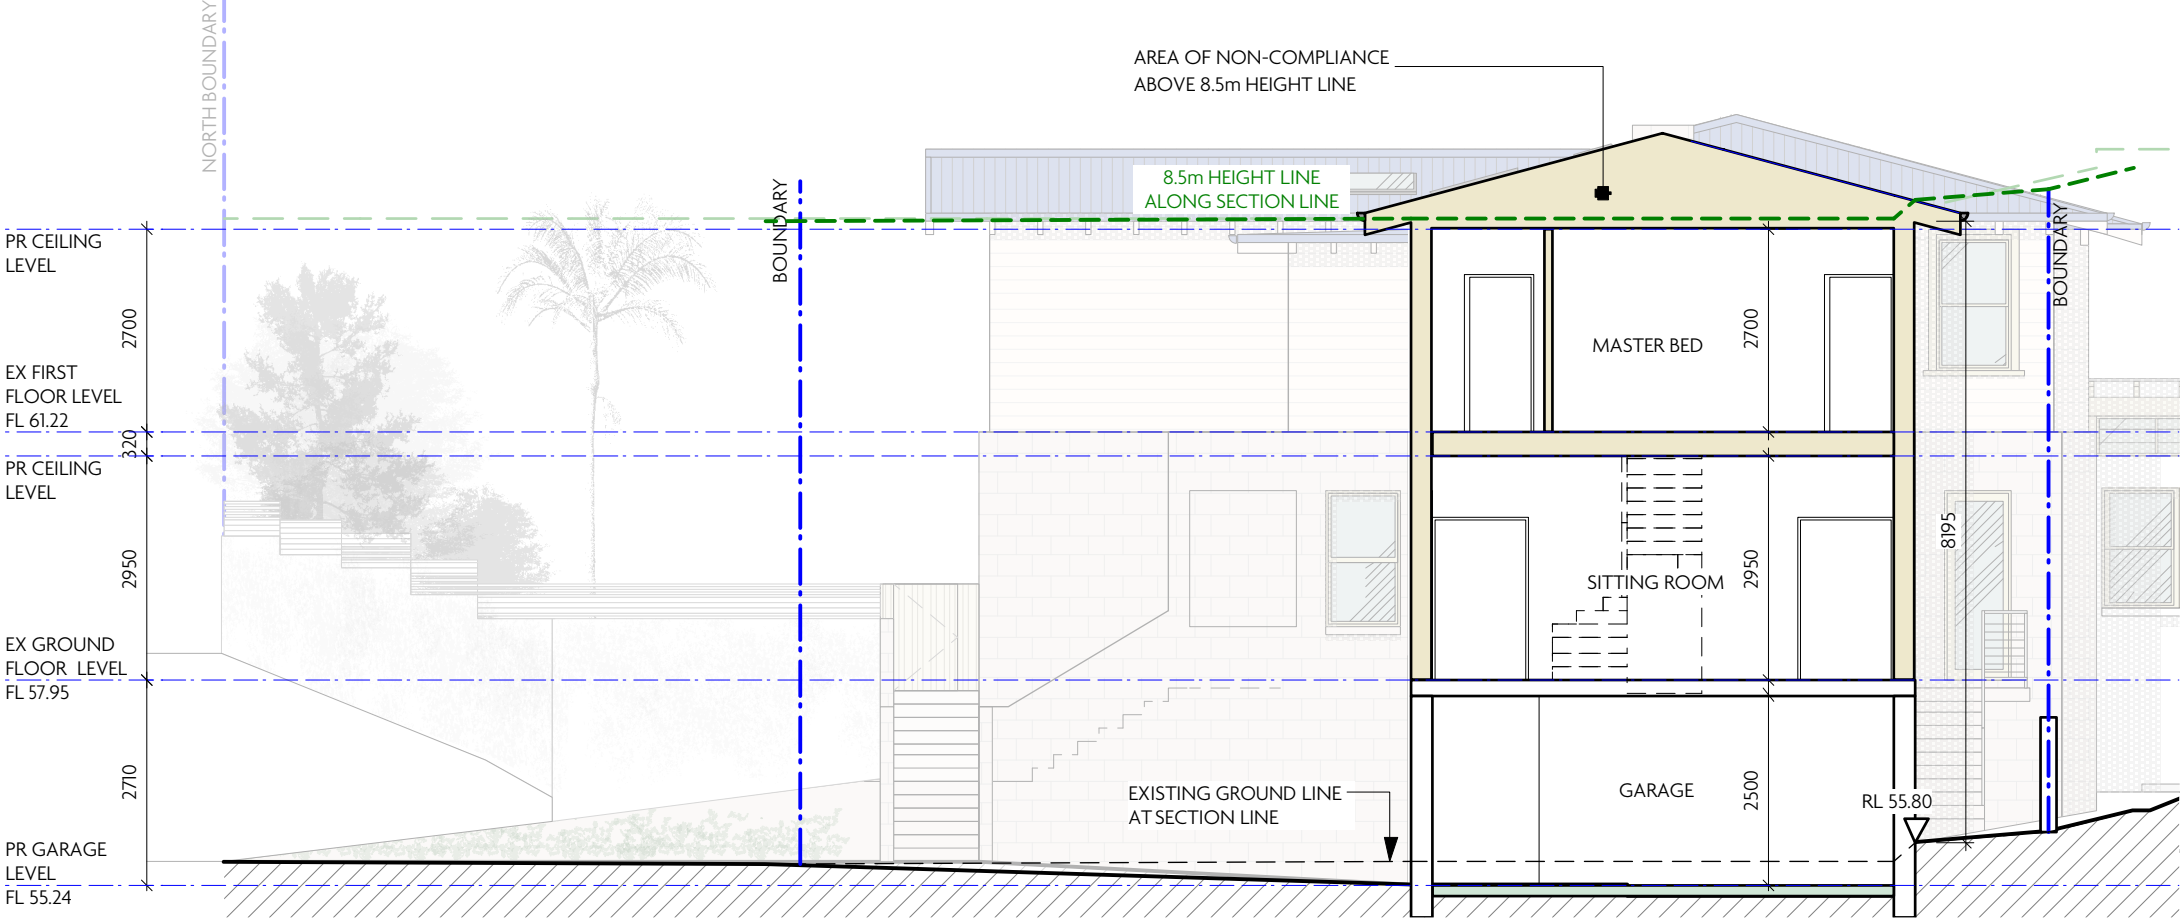 NORTH BOUNDARY
AREA OF NON-COMPLIANCE
ABOVE 8.5m HEIGHT LINE
8.5m HEIGHT LINE
ALONG SECTION LINE
BOUNDARY
BOUNDARY
PR CEILING
LEVEL
2700
EX FIRST
FLOOR LEVEL
FL 61.22
320
PR CEILING
LEVEL
2950
EX GROUND
FLOOR LEVEL
FL 57.95
2710
PR GARAGE
LEVEL
FL 55.24
MASTER BED
2700
SITTING ROOM
2950
8195
GARAGE
2500
RL 55.80
EXISTING GROUND LINE
AT SECTION LINE